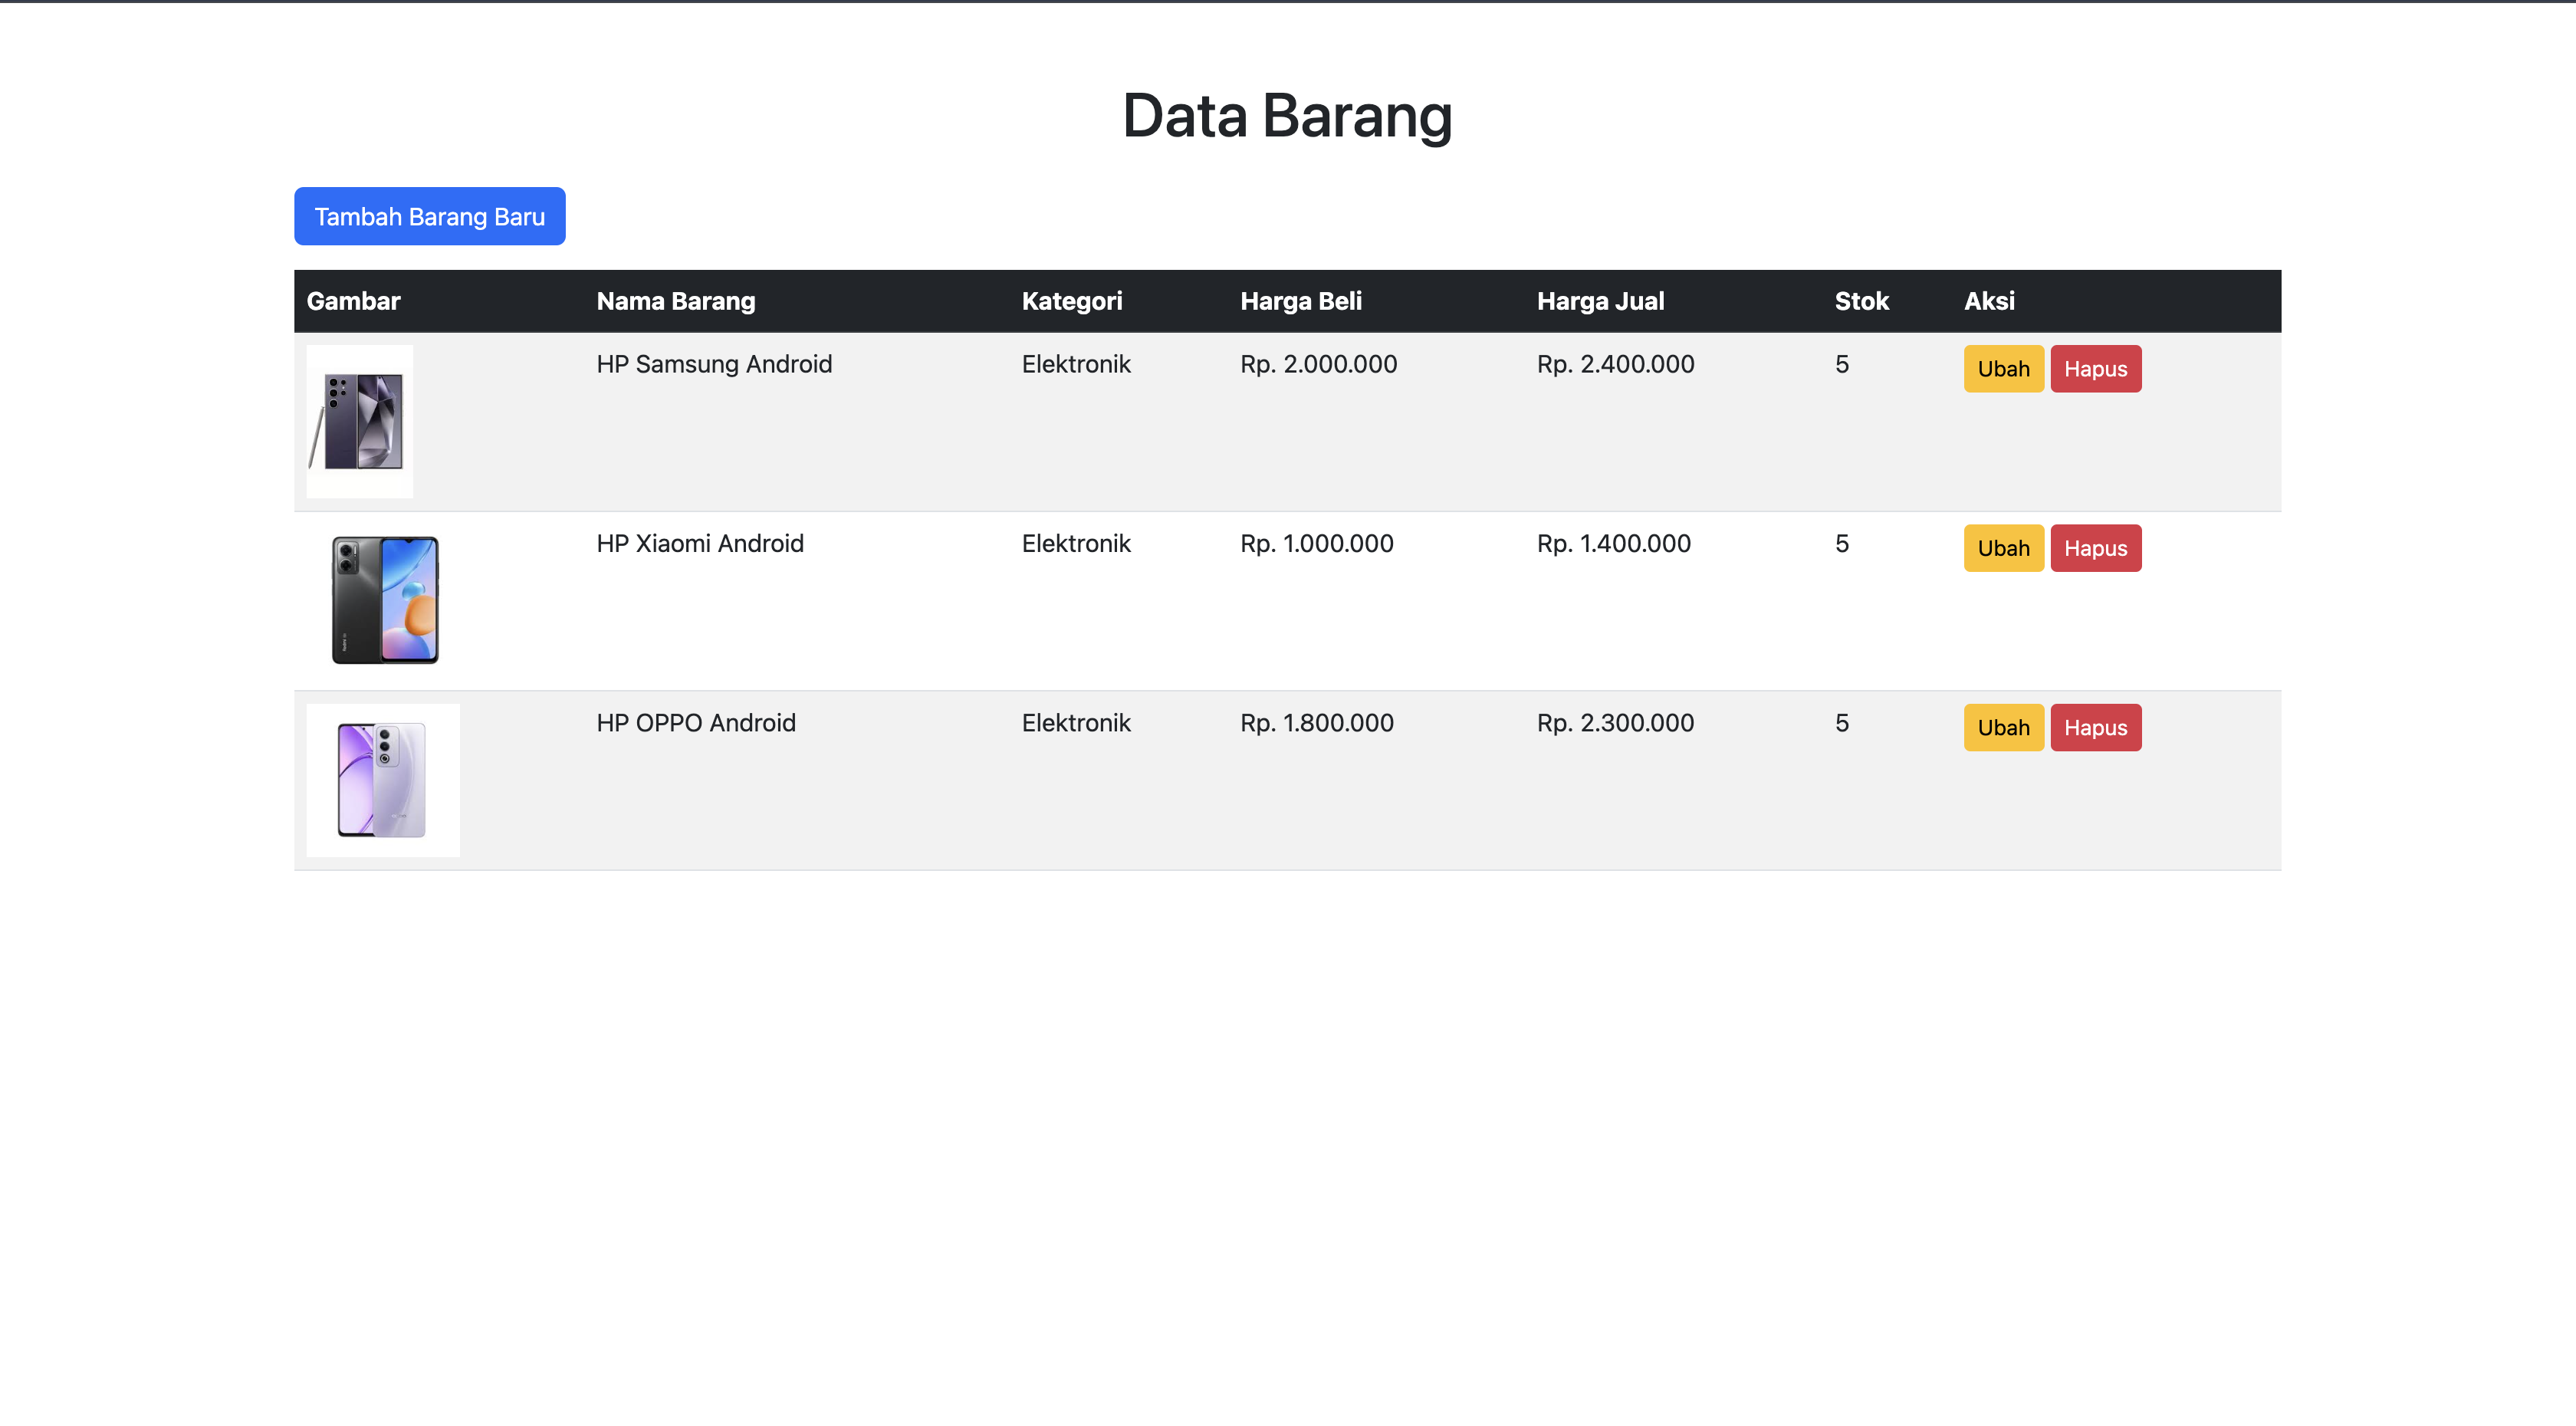 Data Barang
Tambah Barang Baru
Gambar Nama Barang Kategori Harga Beli Harga Jual Stok Aksi
HP Samsung Android Elektronik Rp. 2.000.000 Rp. 2.400.000 5 Ubah Hapus
HP Xiaomi Android Elektronik Rp. 1.000.000 Rp. 1.400.000 5 Ubah Hapus
HP OPPO Android Elektronik Rp. 1.800.000 Rp. 2.300.000 5 Ubah Hapus